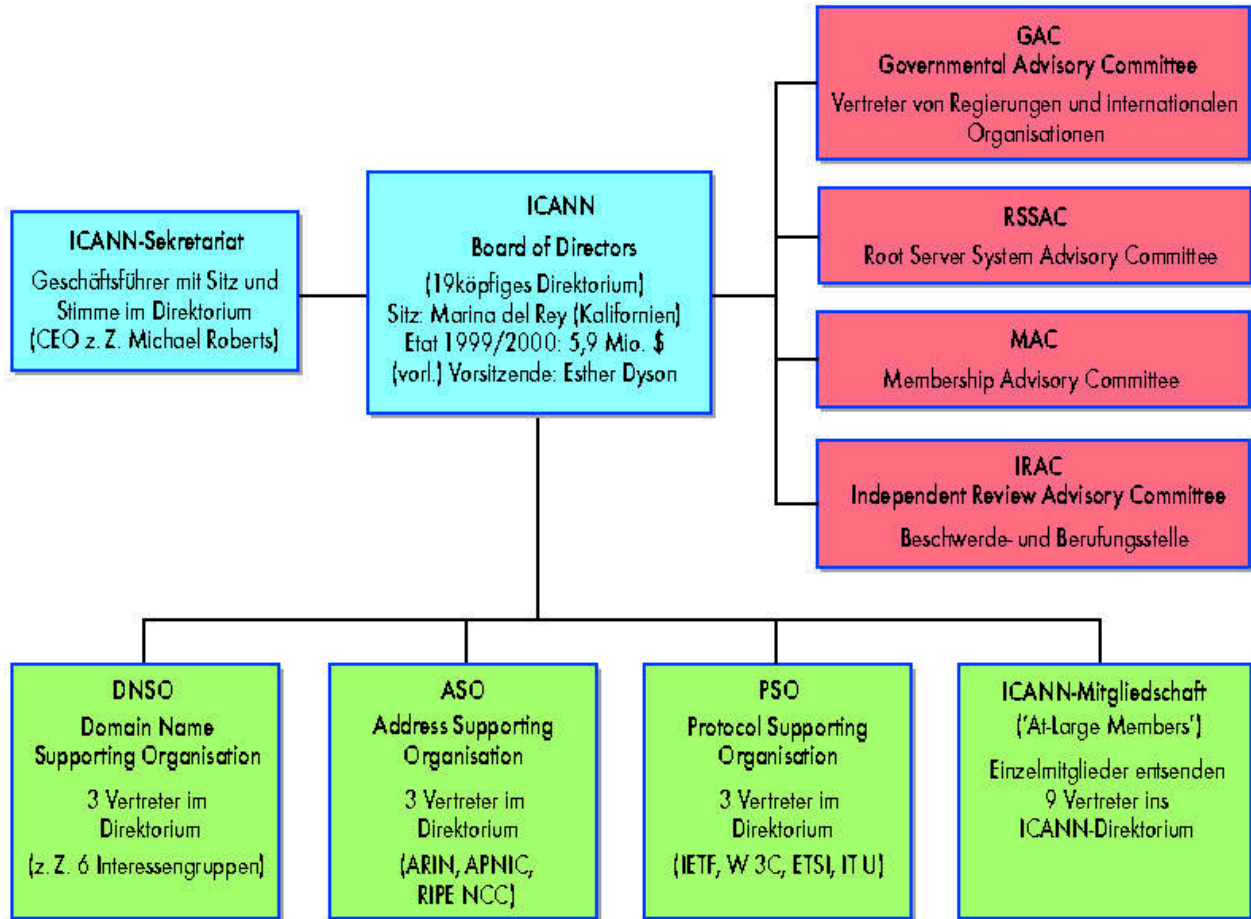 GAC
Governmental Advisory Committee
Vertreter von Regierungen und internationalen
Organisationen
ICANN
Board of Directors
(19köpfiges Direktorium)
Sitz: Marina del Rey (Kalifornien)
Etat 1999/2000: 5,9 Mio. $
(vorl.) Vorsitzende: Esther Dyson
ICANN-Sekretariat
Geschäftsführer mit Sitz und
Stimme im Direktorium
(CEO z. Z. Michael Roberts)
RSSAC
Root Server System Advisory Committee
MAC
Membership Advisory Committee
IRAC
Independent Review Advisory Committee
Beschwerde- und Berufungsstelle
DNSO
Domain Name
Supporting Organisation
3 Vertreter im
Direktorium
(z. Z. 6 Interessengruppen)
ASO
Address Supporting
Organisation
3 Vertreter im
Direktorium
(ARIN, APNIC,
RIPE NCC)
PSO
Protocol Supporting
Organisation
3 Vertreter im
Direktorium
(IETF, W 3C, ETSI, IT U)
ICANN-Mitgliedschaft
('At-Large Members')
Einzelmitglieder entsenden
9 Vertreter ins
ICANN-Direktorium